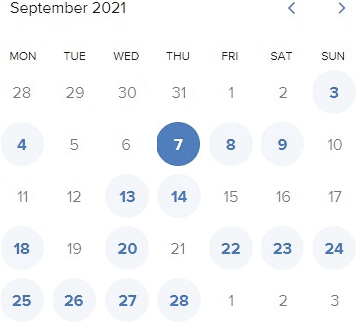 September 2021
MON TUE WED THU FRI SAT SUN
28 29 30 31 1 2 3
4 5 6 7 8 9 10
11 12 13 14 15 16 17
18 19 20 21 22 23 24
25 26 27 28 1 2 3